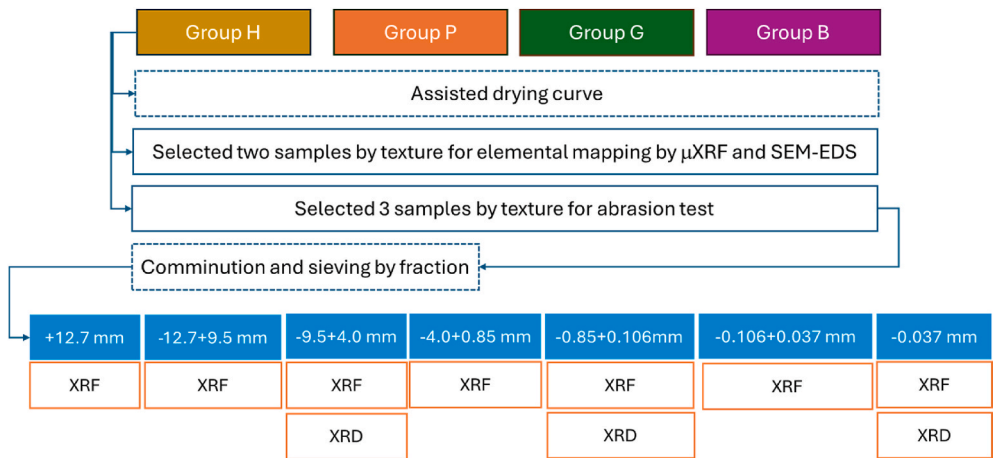 Group H
Group P
Group G
Group B
Assisted drying curve
Selected two samples by texture for elemental mapping by µXRF and SEM-EDS
Selected 3 samples by texture for abrasion test
Comminution and sieving by fraction
+12.7 mm
-12.7+9.5 mm
-9.5+4.0 mm
-4.0+0.85 mm
-0.85+0.106mm
-0.106+0.037 mm
-0.037 mm
XRF
XRF
XRF
XRF
XRF
XRF
XRF
XRD
XRD
XRD